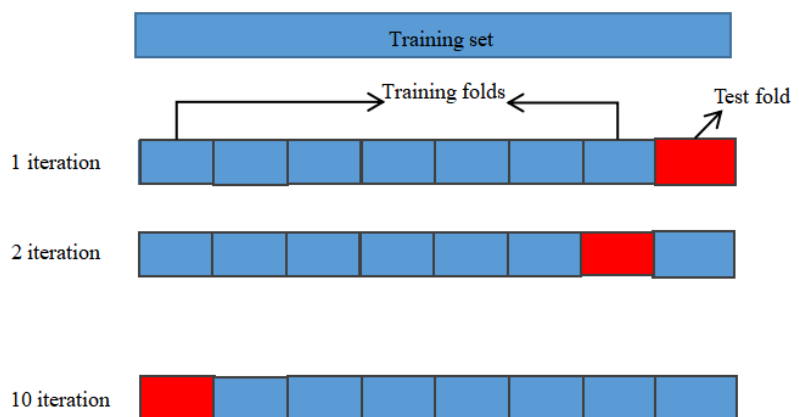 Training set
Training folds
Test fold
1 iteration
2 iteration
10 iteration